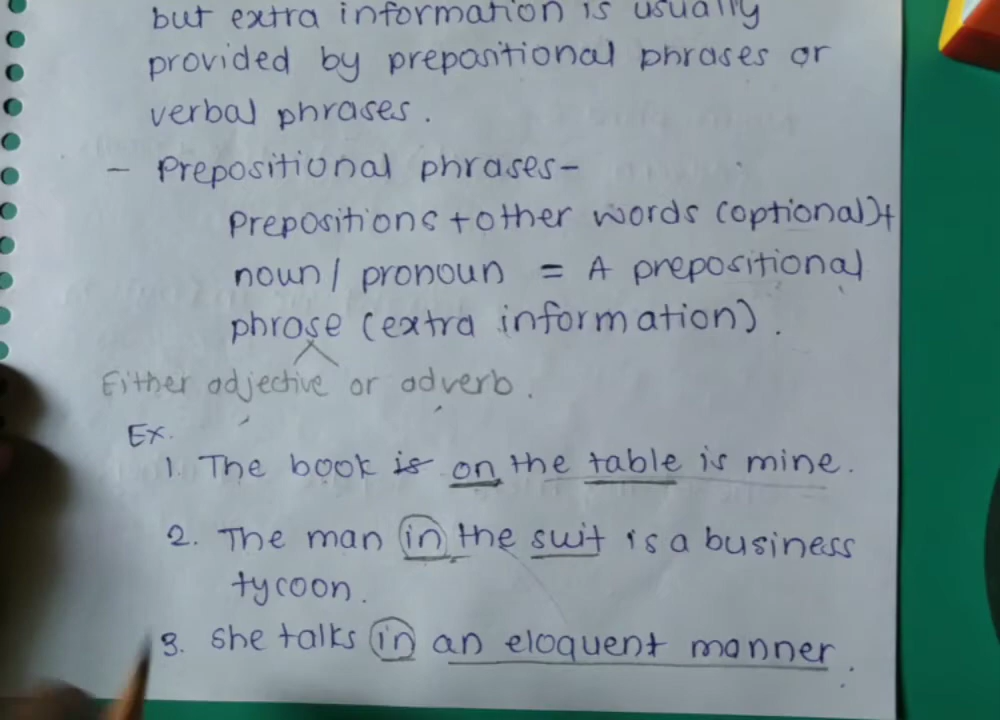 but extra information is usually
provided by prepositional phrases or
verbal phrases.
- Prepositional phrases-
Prepositions + other words (optional)+
noun/ pronoun = A prepositional
phrase (extra information).
Either adjective or adverb.
Ex.
1. The book is on the table is mine.
2. The man in the suit is a business
tycoon.
3. She talks in an eloquent manner.